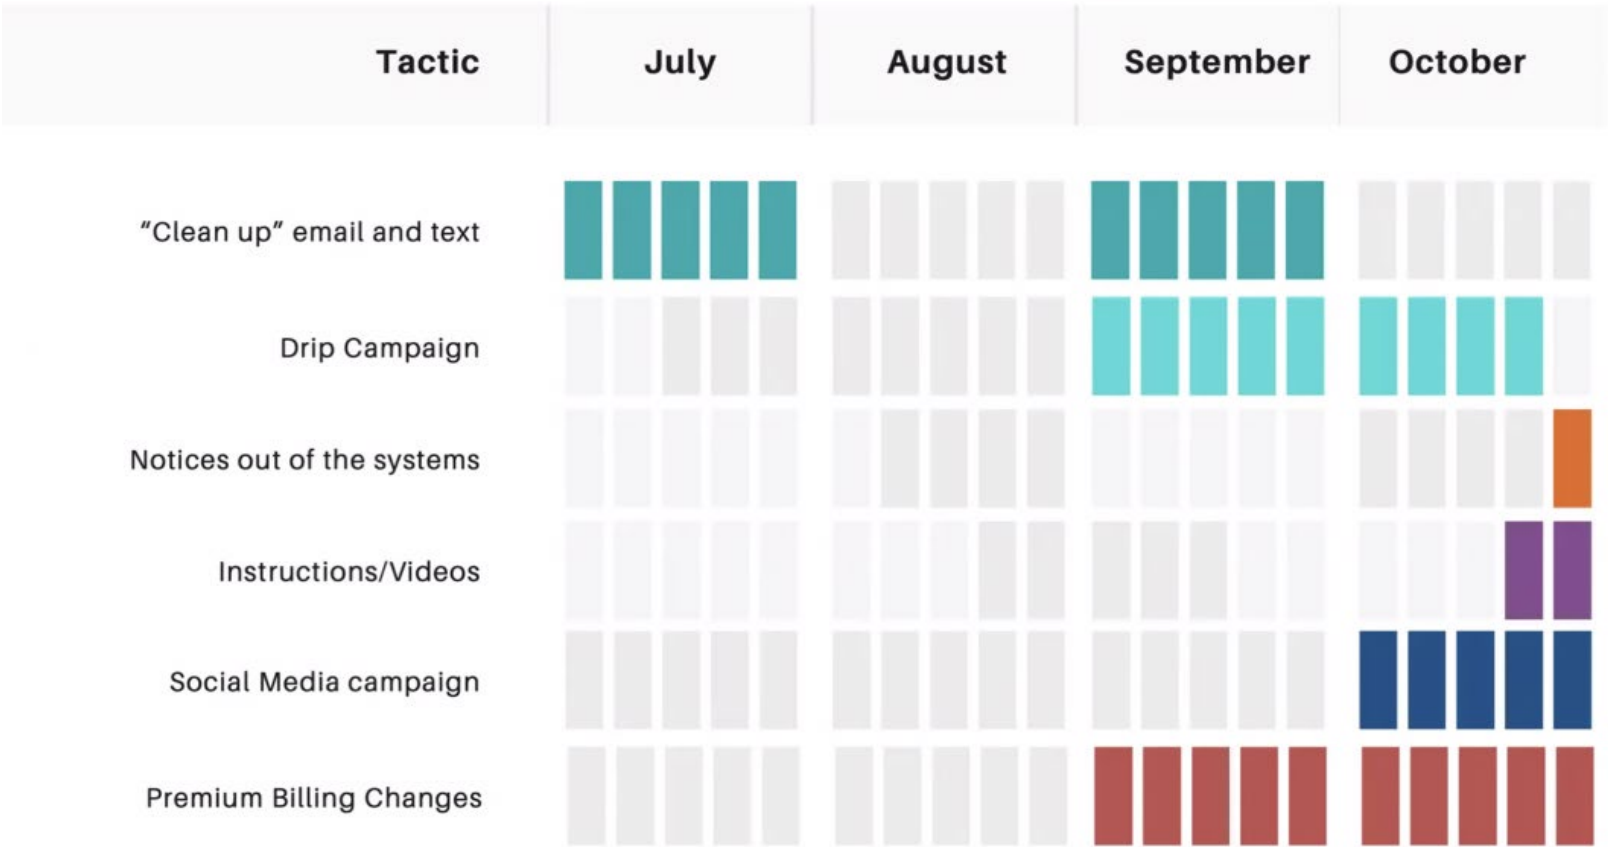 Tactic July August September October
“Clean up” email and text
Drip Campaign
Notices out of the systems
Instructions/Videos
Social Media campaign
Premium Billing Changes